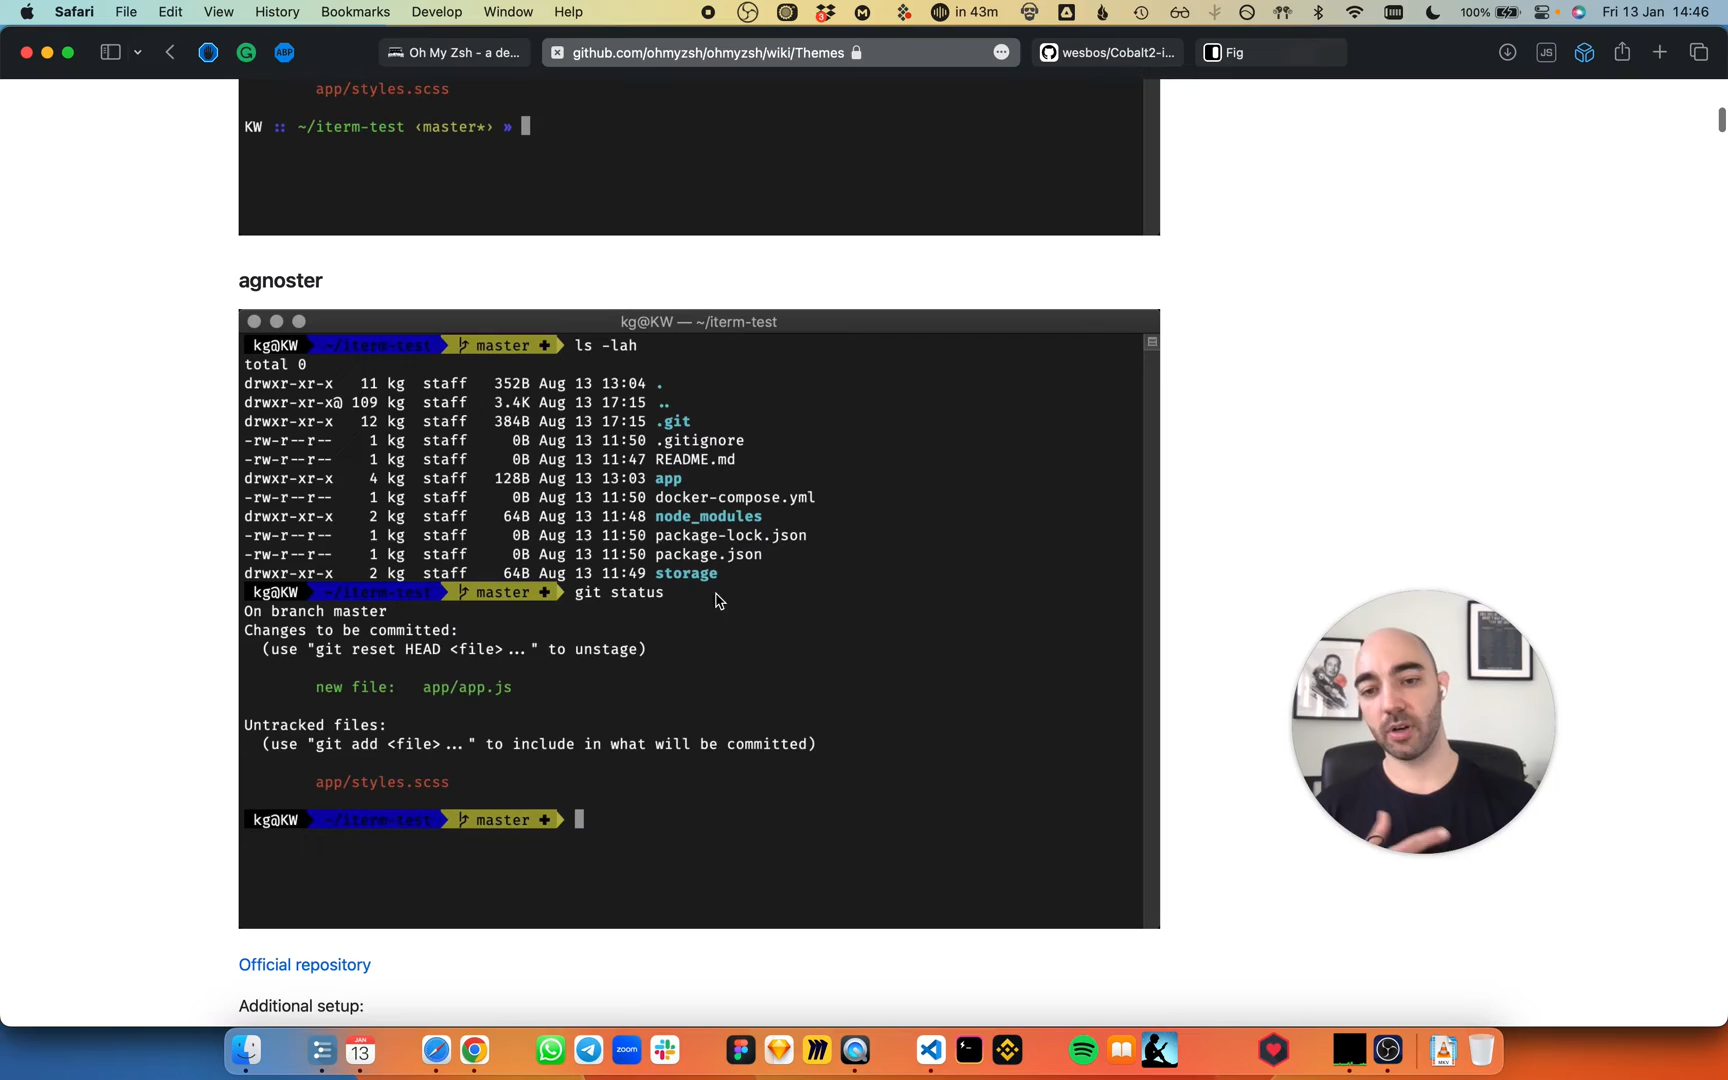 Safari File Edit View History Bookmarks Develop Window Help 3 in 43m 100% Fri 13 Jan 14:46
ABP Oh My Zsh - a de... github.com/ohmyzsh/ohmyzsh/wiki/Themes wesbos/Cobalt2-i... Fig JS
app/styles.scss
KW :: ~/iterm-test ‹master*› »
agnoster
kg@KW — ~/iterm-test
kg@KW ~/iterm-test master ✚ ls -lah
total 0
drwxr-xr-x 11 kg staff 352B Aug 13 13:04 .
drwxr-xr-x@ 109 kg staff 3.4K Aug 13 17:15 ..
drwxr-xr-x 12 kg staff 384B Aug 13 17:15 .git
-rw-r--r-- 1 kg staff 0B Aug 13 11:50 .gitignore
-rw-r--r-- 1 kg staff 0B Aug 13 11:47 README.md
drwxr-xr-x 4 kg staff 128B Aug 13 13:03 app
-rw-r--r-- 1 kg staff 0B Aug 13 11:50 docker-compose.yml
drwxr-xr-x 2 kg staff 64B Aug 13 11:48 node_modules
-rw-r--r-- 1 kg staff 0B Aug 13 11:50 package-lock.json
-rw-r--r-- 1 kg staff 0B Aug 13 11:50 package.json
drwxr-xr-x 2 kg staff 64B Aug 13 11:49 storage
kg@KW ~/iterm-test master ✚ git status
On branch master
Changes to be committed:
(use "git reset HEAD <file>..." to unstage)
new file: app/app.js
Untracked files:
(use "git add <file>..." to include in what will be committed)
app/styles.scss
kg@KW ~/iterm-test master ✚
Official repository
Additional setup:
JAN
13
zoom